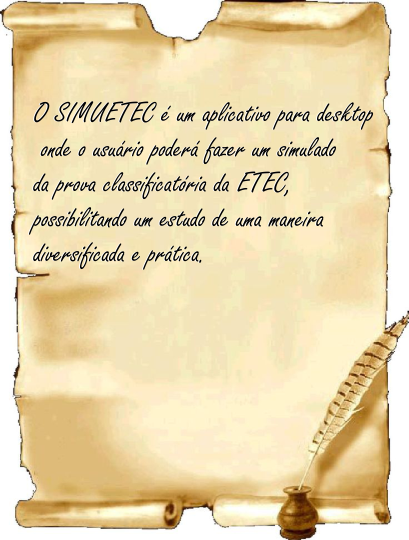 O SIMUETEC é um aplicativo para desktop
onde o usuário poderá fazer um simulado
da prova classificatória da ETEC,
possibilitando um estudo de uma maneira
diversificada e prática.